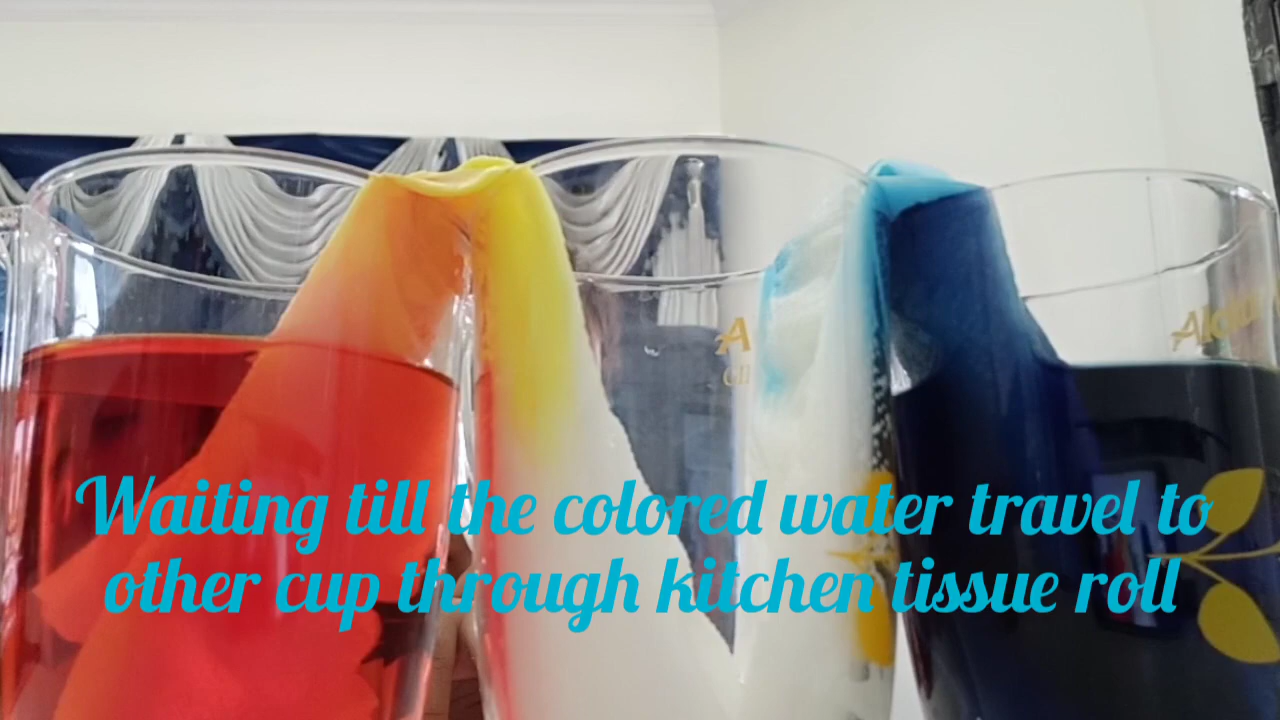 Waiting till the colored water travel to
other cup through kitchen tissue roll